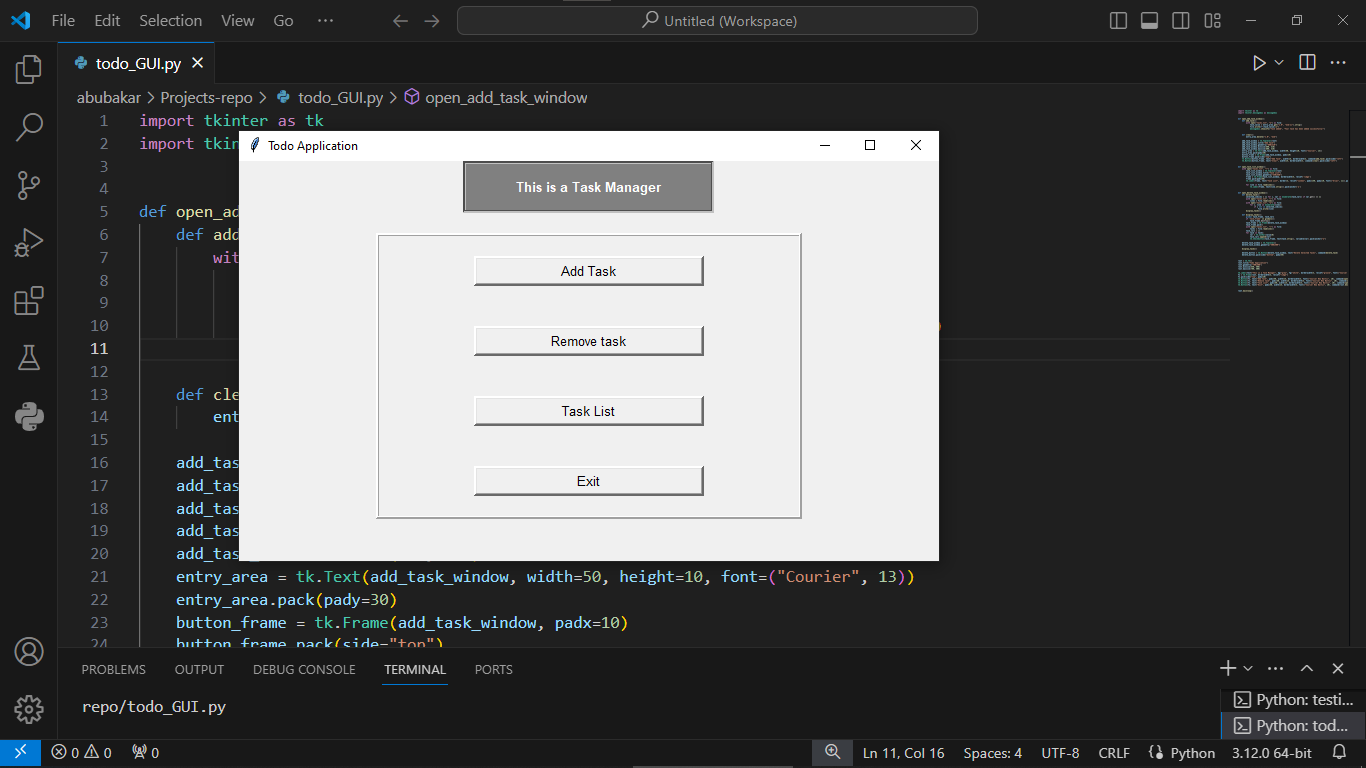 File Edit Selection View Go ··· Untitled (Workspace)
todo_GUI.py
abubakar > Projects-repo > todo_GUI.py > open_add_task_window
1 import tkinter as tk
2 import tkin
Todo Application
3
This is a Task Manager
4
5 def open_ad
6 def add
7 wit
8
Add Task
9
10 )
Remove task
11
12
13 def cle
14 ent
Task List
15
16 add_tas
17 add_tas
Exit
18 add_tas
19 add_tas
20 add_tas
21 entry_area = tk.Text(add_task_window, width=50, height=10, font=("Courier", 13))
22 entry_area.pack(pady=30)
23 button_frame = tk.Frame(add_task_window, padx=10)
24 button_frame.pack(side="top")
PROBLEMS OUTPUT DEBUG CONSOLE TERMINAL PORTS
repo/todo_GUI.py
Python: testi...
Python: tod...
0 0 0 Ln 11, Col 16 Spaces: 4 UTF-8 CRLF Python 3.12.0 64-bit